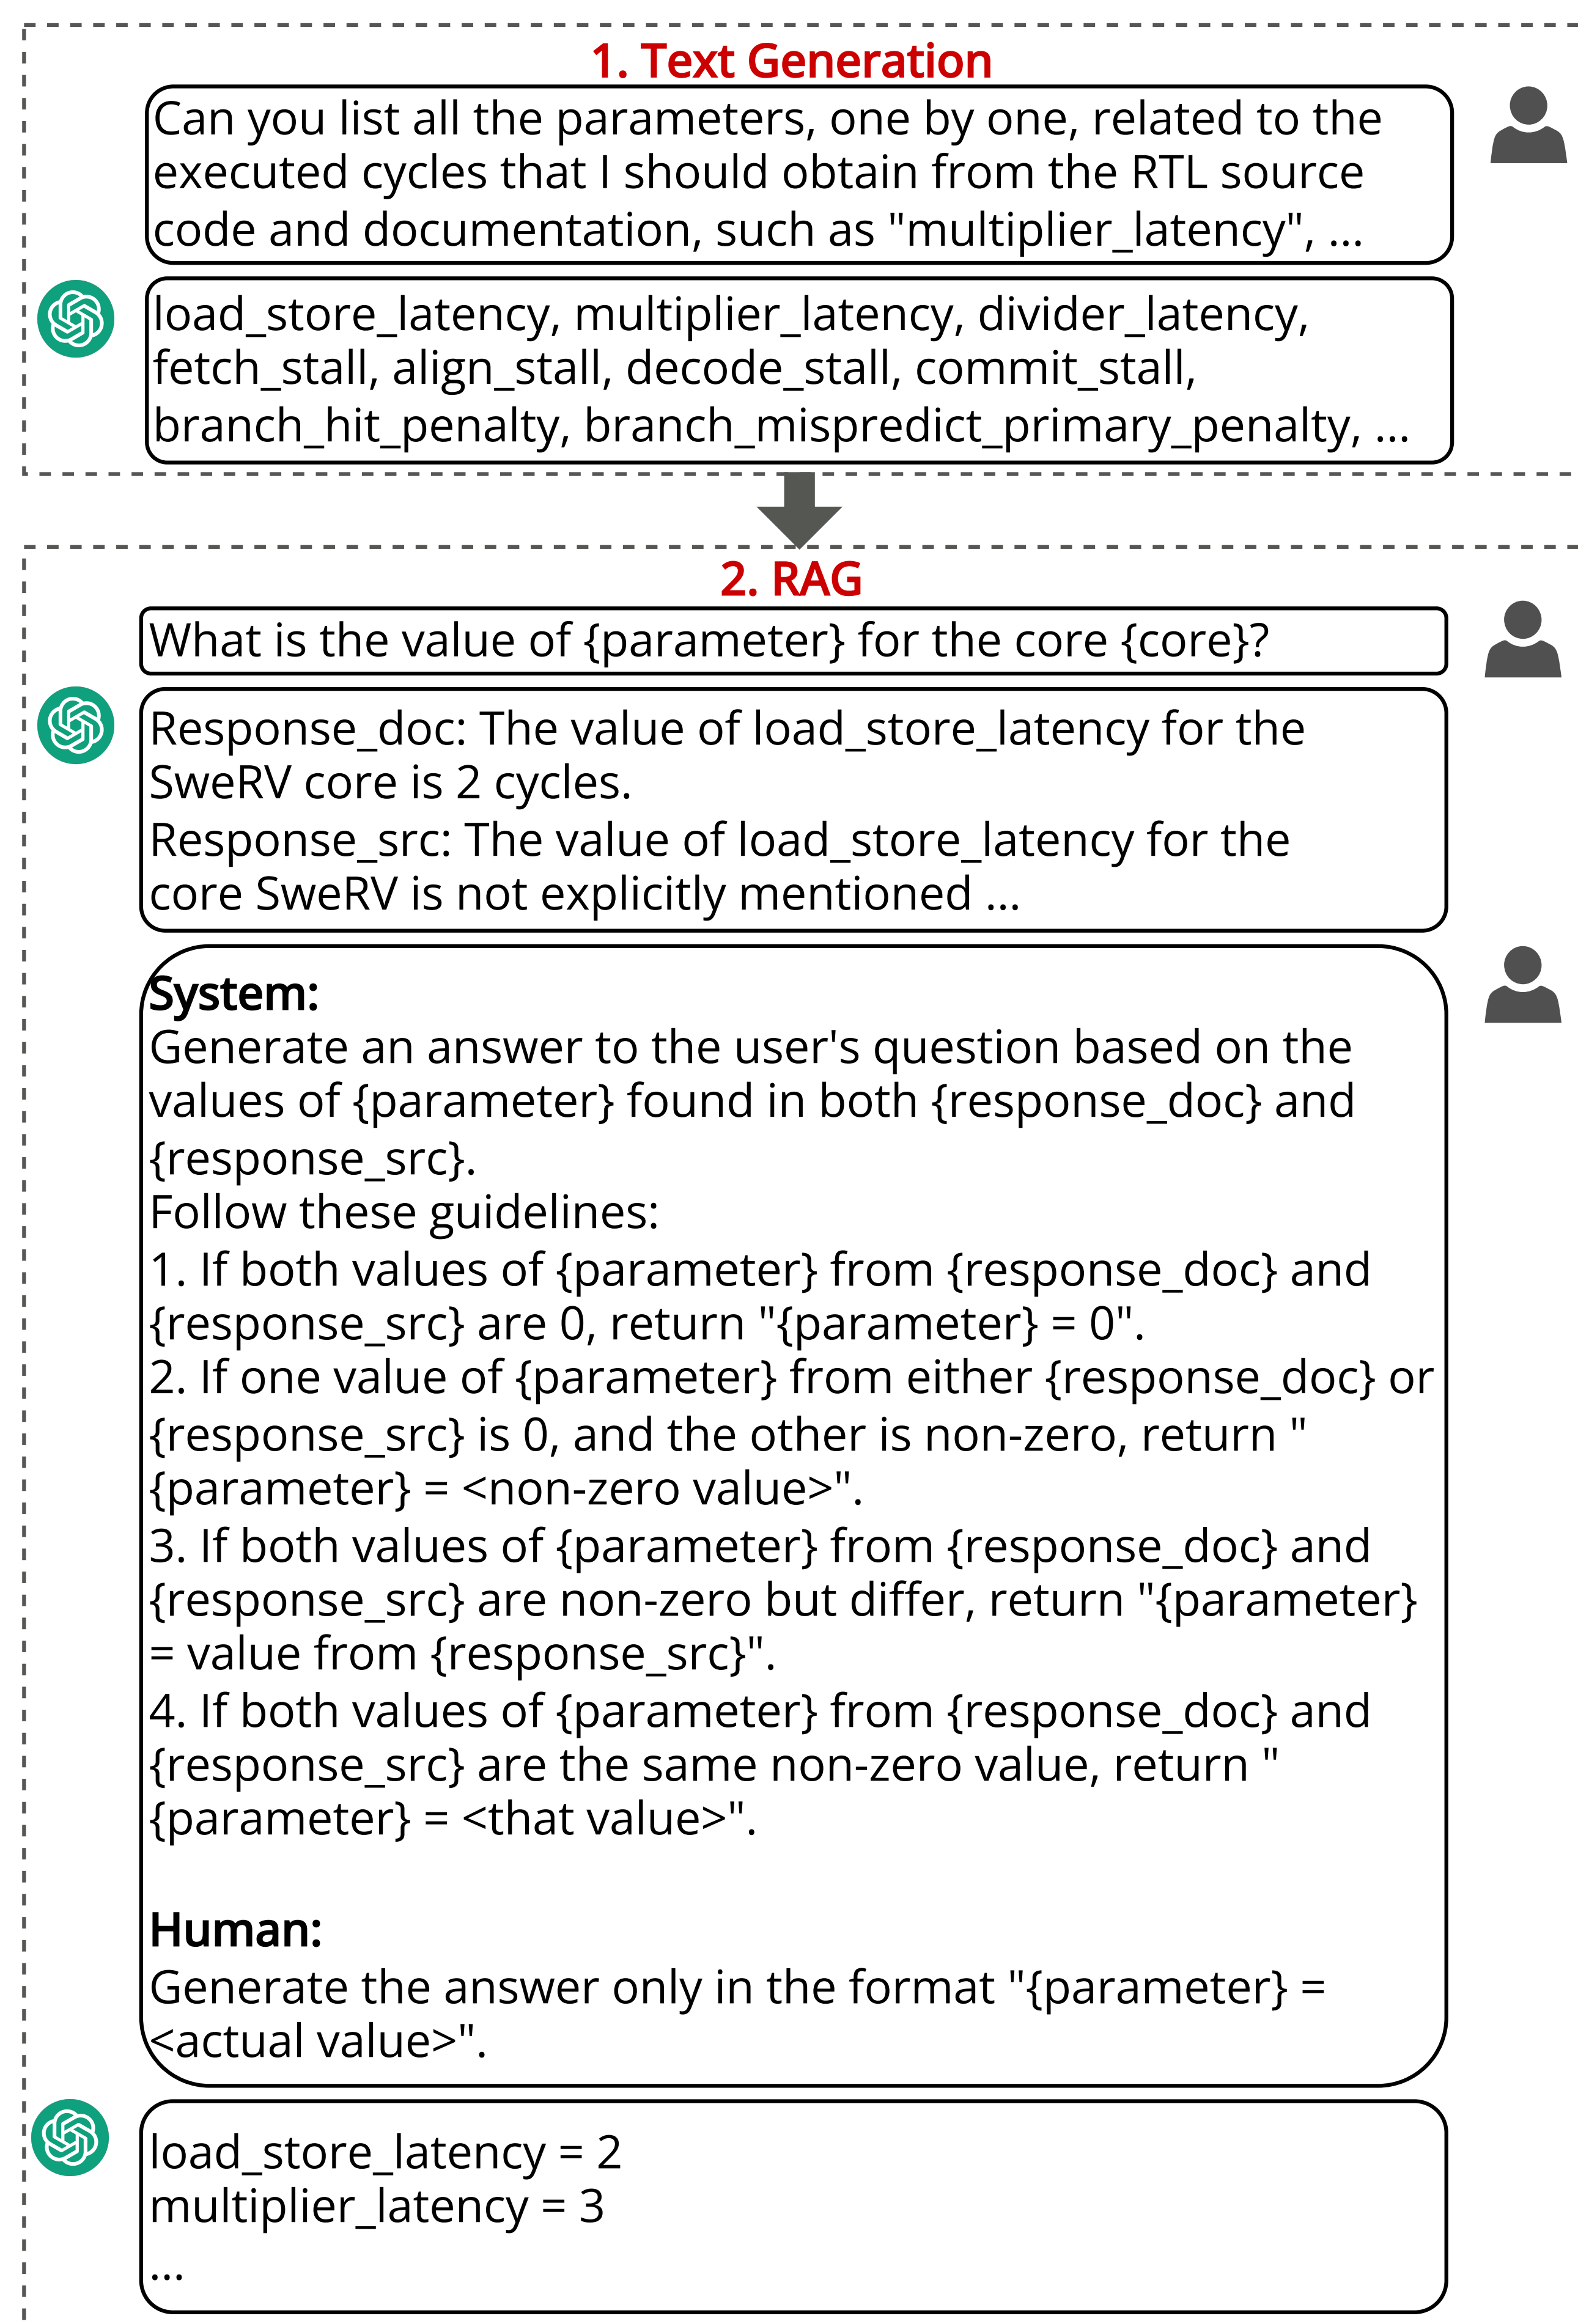 1. Text Generation
Can you list all the parameters, one by one, related to the
executed cycles that I should obtain from the RTL source
code and documentation, such as "multiplier_latency", ...
load_store_latency, multiplier_latency, divider_latency,
fetch_stall, align_stall, decode_stall, commit_stall,
branch_hit_penalty, branch_mispredict_primary_penalty, ...
2. RAG
What is the value of {parameter} for the core {core}?
Response_doc: The value of load_store_latency for the
SweRV core is 2 cycles.
Response_src: The value of load_store_latency for the
core SweRV is not explicitly mentioned ...
System:
Generate an answer to the user's question based on the
values of {parameter} found in both {response_doc} and
{response_src}.
Follow these guidelines:
1. If both values of {parameter} from {response_doc} and
{response_src} are 0, return "{parameter} = 0".
2. If one value of {parameter} from either {response_doc} or
{response_src} is 0, and the other is non-zero, return "
{parameter} = <non-zero value>".
3. If both values of {parameter} from {response_doc} and
{response_src} are non-zero but differ, return "{parameter}
= value from {response_src}".
4. If both values of {parameter} from {response_doc} and
{response_src} are the same non-zero value, return "
{parameter} = <that value>".
Human:
Generate the answer only in the format "{parameter} =
<actual value>".
load_store_latency = 2
multiplier_latency = 3
...